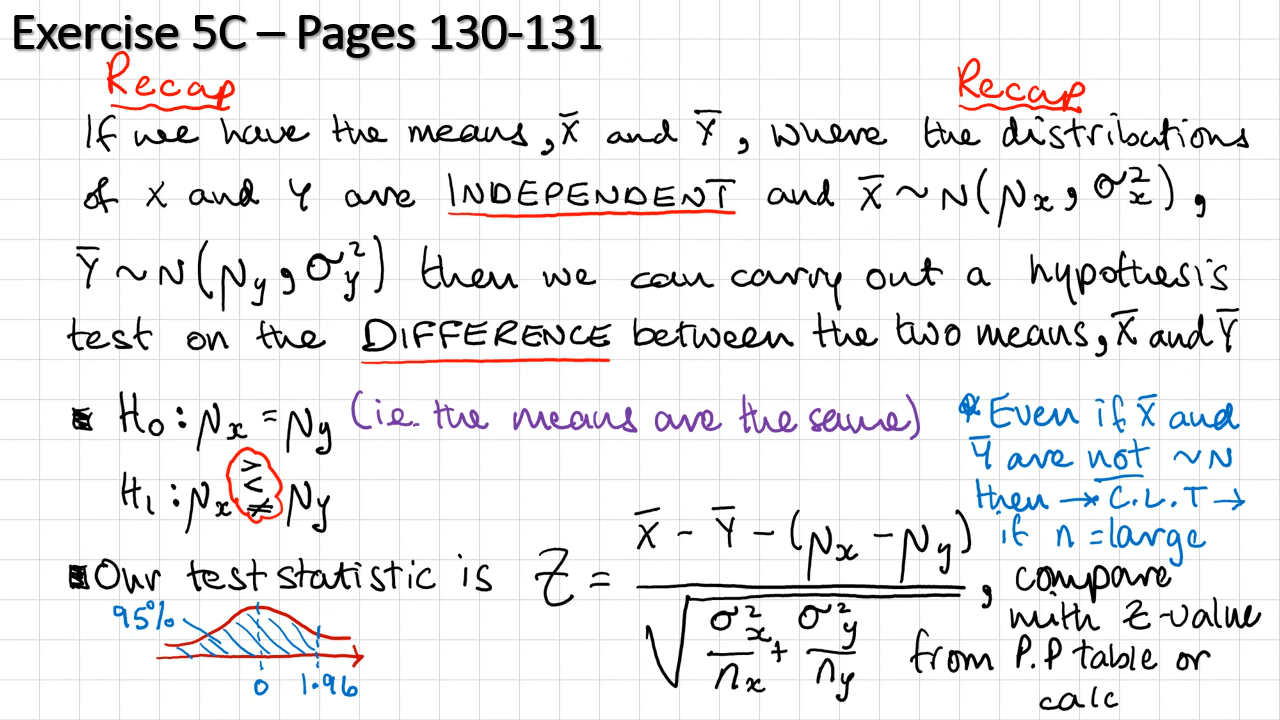 Exercise 5C – Pages 130-131
Recap Recap
If we have the means, X̄ and Ȳ, where the distributions
of X and Y are INDEPENDENT and X̄ ~ N(μx, σ²x),
Ȳ ~ N(μy, σ²y) then we can carry out a hypothesis
test on the DIFFERENCE between the two means, X̄ and Ȳ
H₀: μx = μy (ie. the means are the same)
H₁: μx > < ≠ μy
* Even if X̄ and
Ȳ are not ~N
then → C.L.T →
if n = large
Our test statistic is Z = (X̄ - Ȳ - (μx - μy)) / √(σ²x/nx + σ²y/ny), compare
with Z-value
from P.P table or
calc
95%
0 1.96